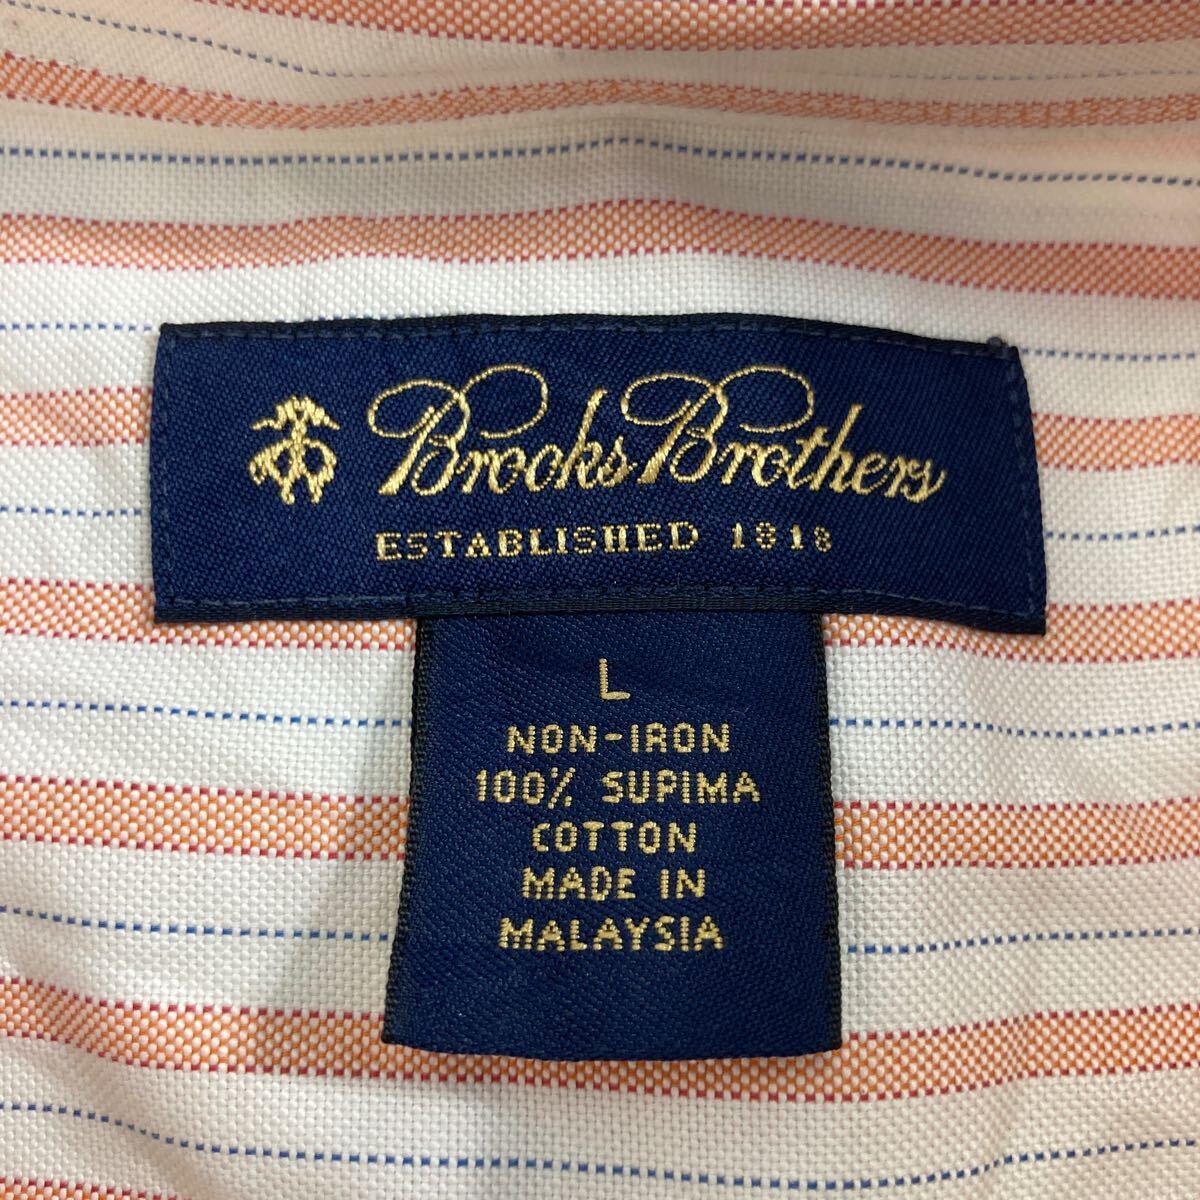 Brooks Brothers
ESTABLISHED 1818
L
NON-IRON
100% SUPIMA
COTTON
MADE IN
MALAYSIA